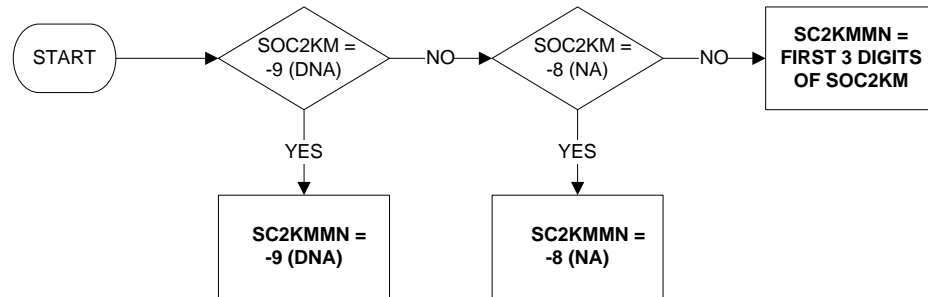 START
SOC2KM =
-9 (DNA)
NO
SOC2KM =
-8 (NA)
NO
SC2KMMN =
FIRST 3 DIGITS
OF SOC2KM
YES
YES
SC2KMMN =
-9 (DNA)
SC2KMMN =
-8 (NA)